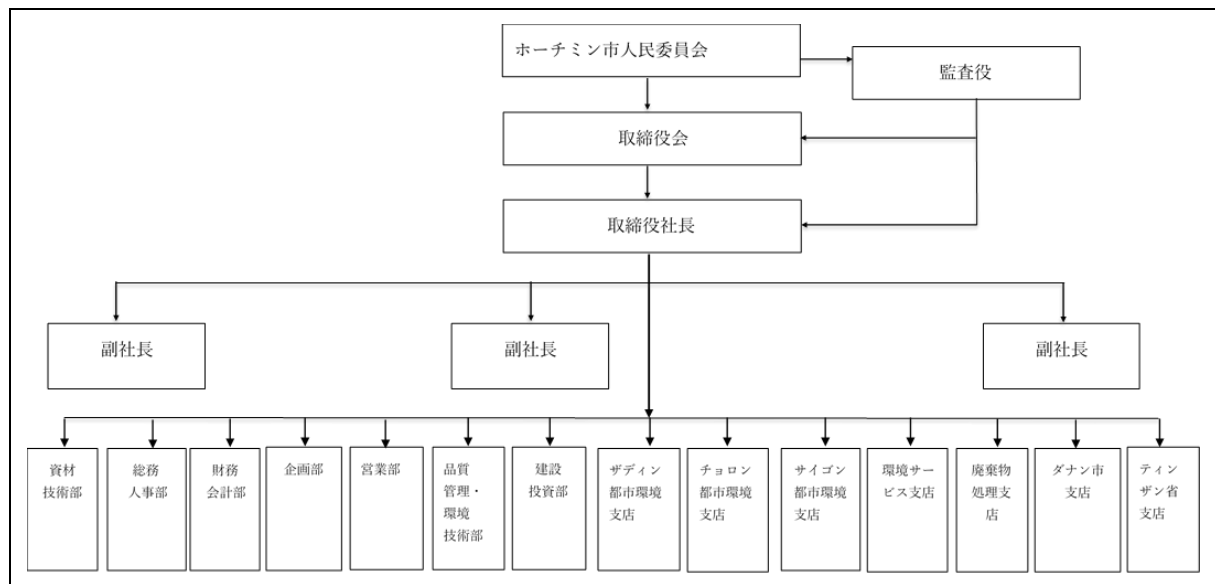 ホーチミン市人民委員会
監査役
取締役会
取締役社長
副社長
副社長
副社長
資材
技術部
総務
人事部
財務
会計部
企画部
営業部
品質
管理・
環境
技術部
建設
投資部
ザディン
都市環境
支店
チョロン
都市環境
支店
サイゴン
都市環境
支店
環境サー
ビス支店
廃棄物
処理支
店
ダナン市
支店
ティン
ザン省
支店